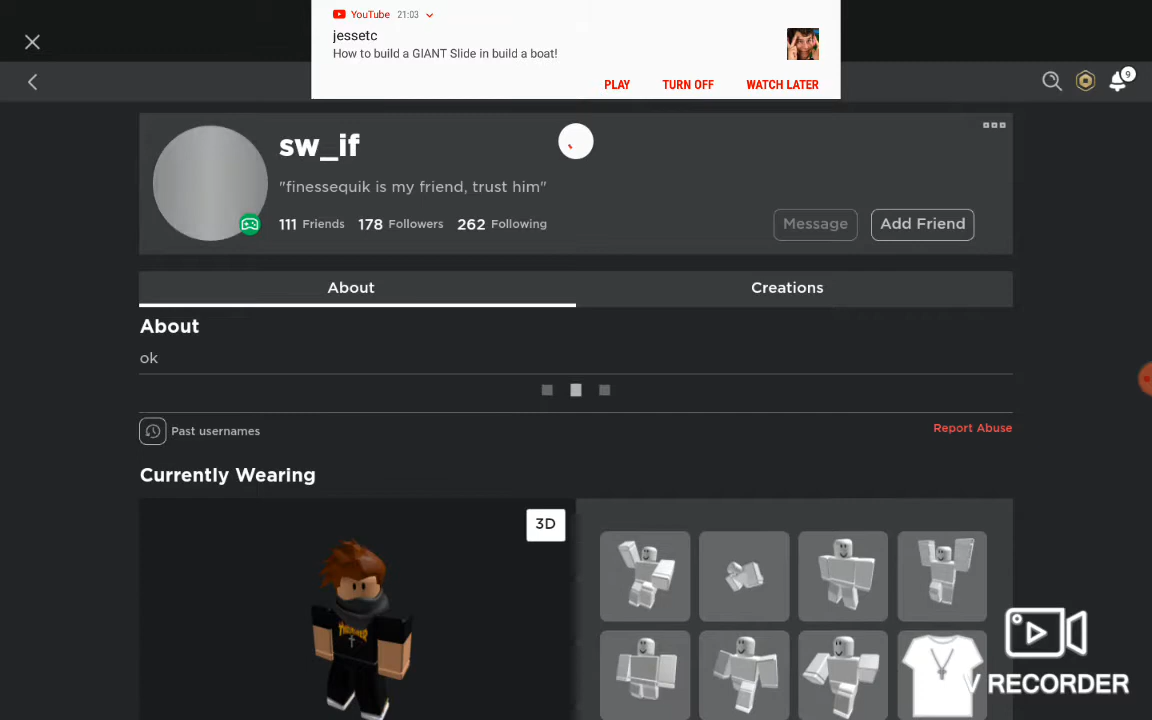 YouTube 21:03
jessetc
How to build a GIANT Slide in build a boat!
PLAY TURN OFF WATCH LATER
9
sw_if
"finessequik is my friend, trust him"
111 Friends 178 Followers 262 Following
Message Add Friend
About Creations
About
ok
Past usernames Report Abuse
Currently Wearing
3D
THRASHER
V RECORDER